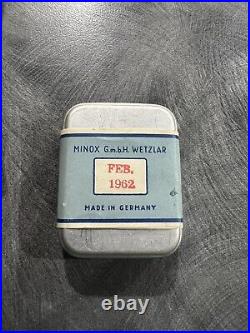 MINOX G.m.b.H. WETZLAR
FEB.
1962
MADE IN GERMANY